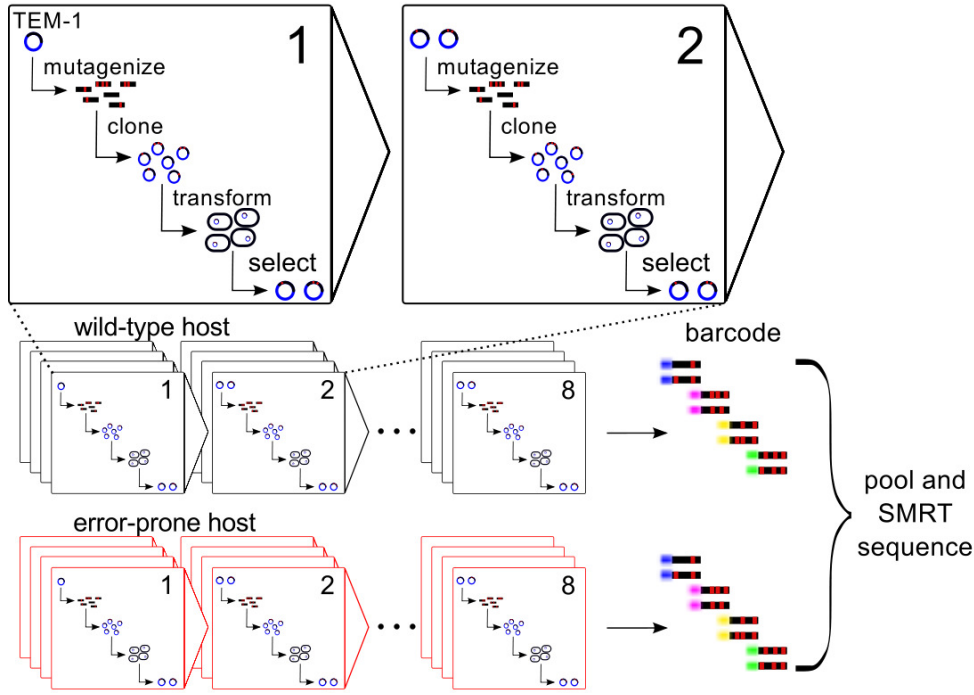 TEM-1
1
mutagenize
clone
transform
select
2
mutagenize
clone
transform
select
wild-type host
1
2
8
barcode
error-prone host
1
2
8
pool and
SMRT
sequence